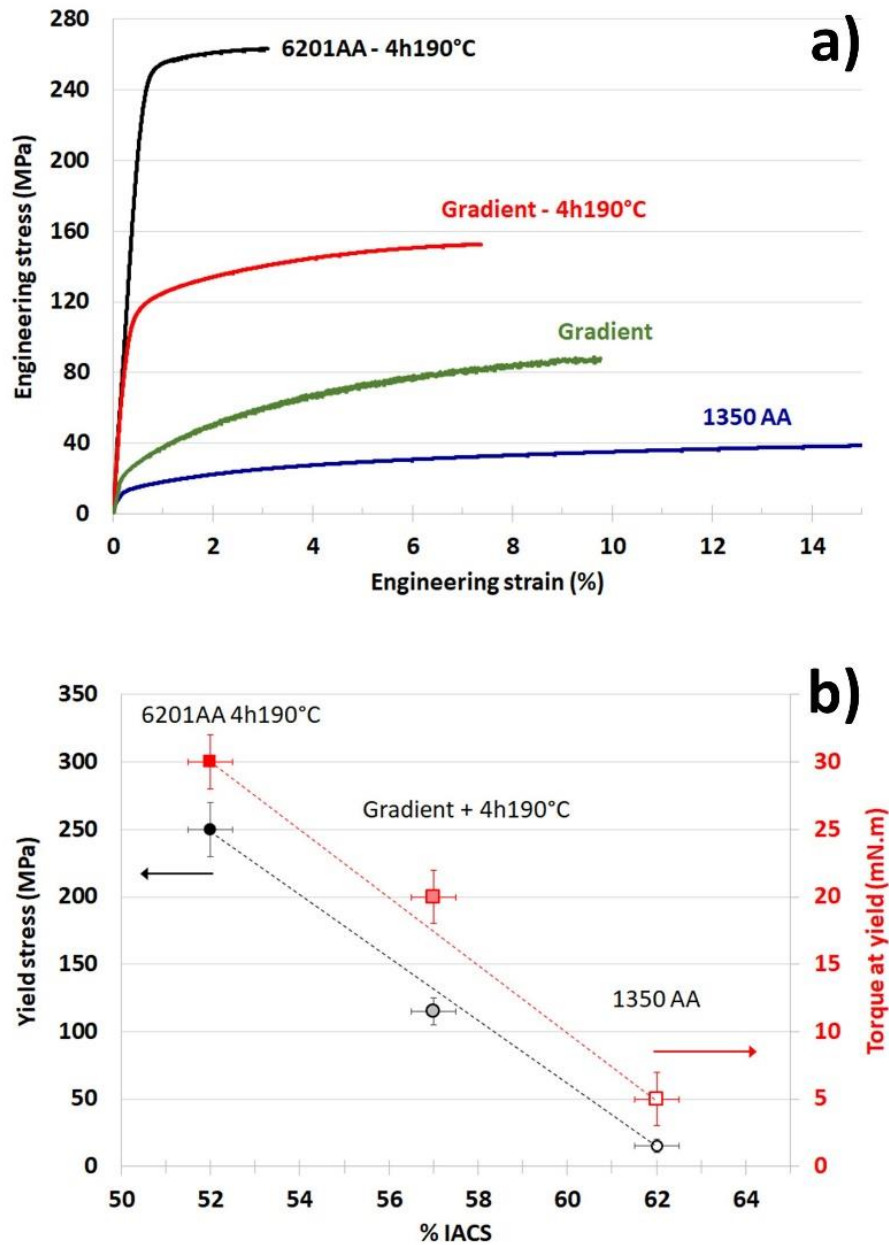 a)
Engineering stress (MPa)
280
240
200
160
120
80
40
0
6201AA - 4h190°C
Gradient - 4h190°C
Gradient
1350 AA
0 2 4 6 8 10 12 14
Engineering strain (%)
b)
Yield stress (MPa)
350
300
250
200
150
100
50
0
6201AA 4h190°C
Gradient + 4h190°C
1350 AA
30
25
20
15
10
5
0
Torque at yield (mN.m)
50 52 54 56 58 60 62 64
% IACS